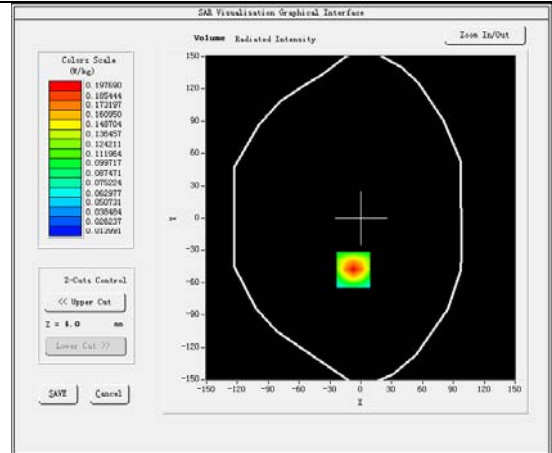 SAR Visualisation Graphical Interface
Volume Radiated Intensity
Zoom In/Out
Colors Scale
(W/kg)
0.197690
0.185444
0.173197
0.160950
0.148704
0.136457
0.124211
0.111964
0.099717
0.087471
0.075224
0.062977
0.050731
0.038484
0.026237
0.013991
Z-Cuts Control
<< Upper Cut
Z = 4.0 mm
Lower Cut >>
SAVE Cancel
150
120
90
60
30
0
-30
-60
-90
-120
-150
Y
-150 -120 -90 -60 -30 0 30 60 90 120 150
X